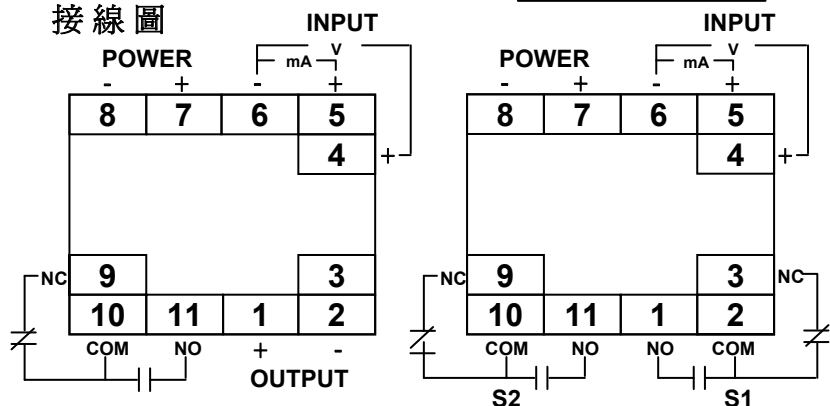 接線圖
INPUT
V
POWER
mA
- + - +
8 7 6 5
4 +
NC 9 3
10 11 1 2
COM NO + -
OUTPUT
INPUT
V
POWER
mA
- + - +
8 7 6 5
4 +
NC 9 3 NC
10 11 1 2
COM NO NO COM
S2 S1